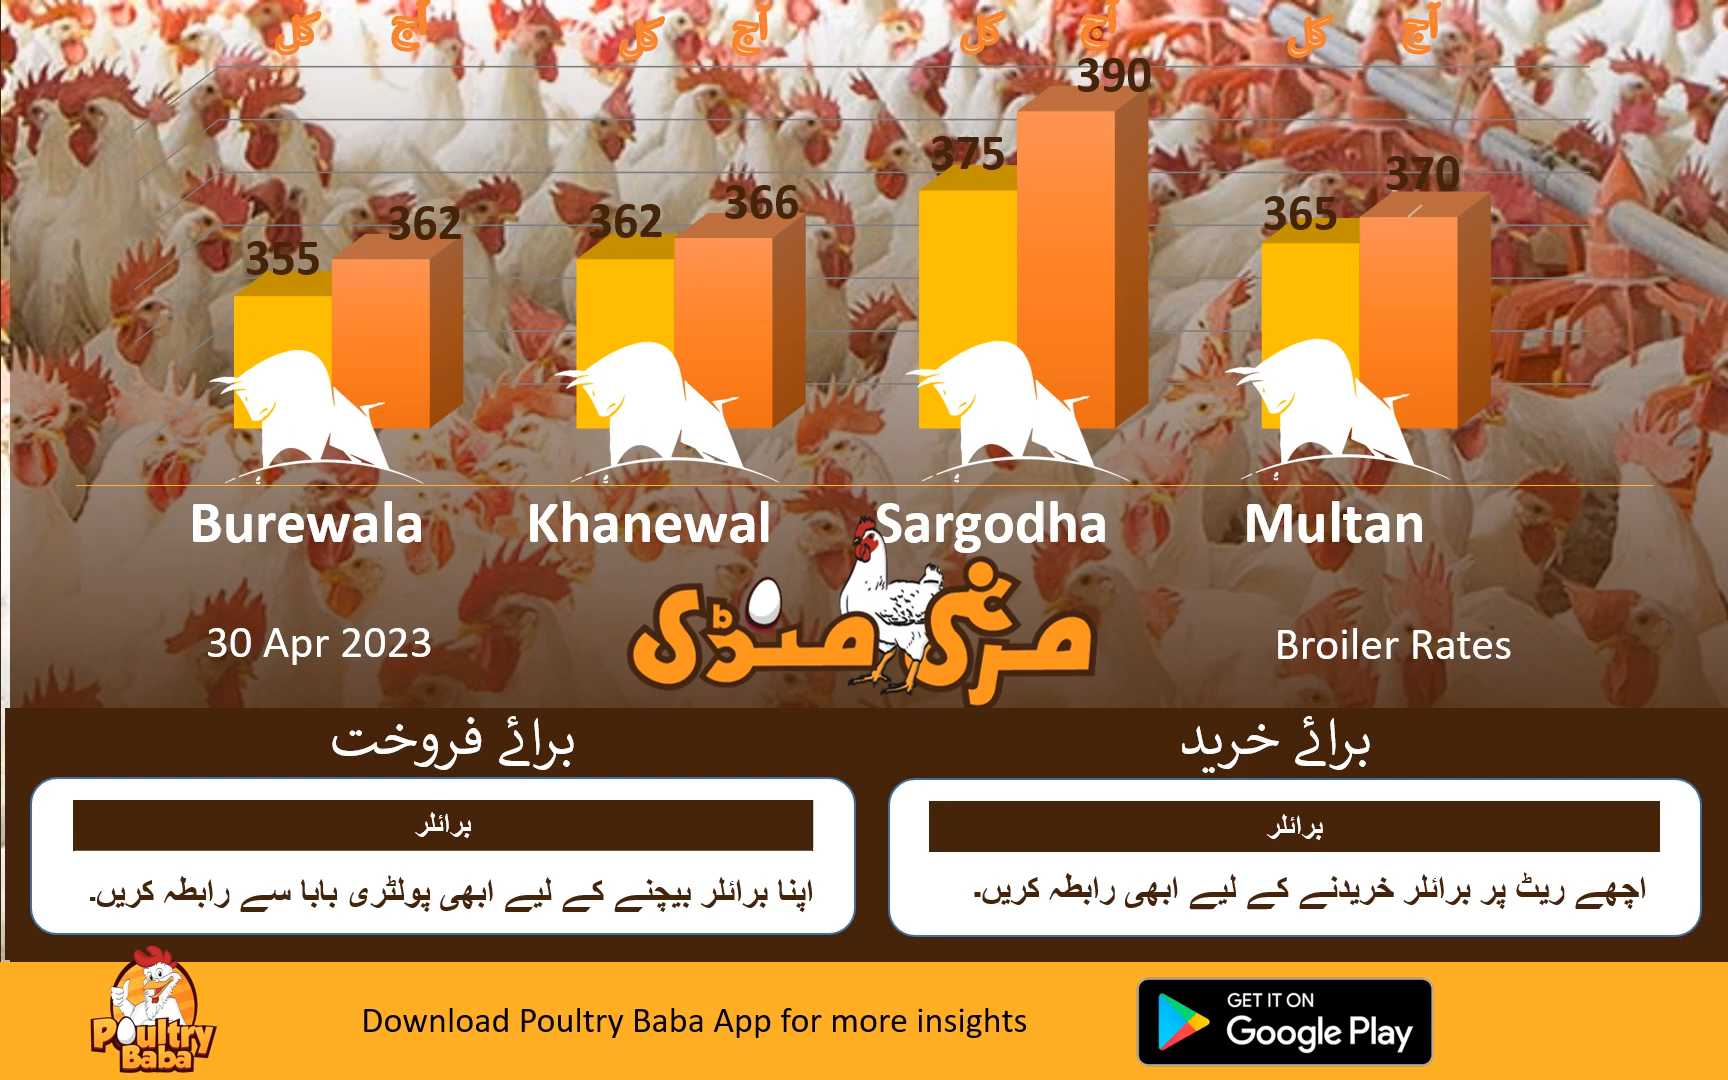 کل آج کل آج کل آج کل آج
355 362 362 366 375 390 365 370
Burewala Khanewal Sargodha Multan
30 Apr 2023
مرغی منڈی
Broiler Rates
برائے فروخت
برائلر
اپنا برائلر بیچنے کے لیے ابھی پولٹری بابا سے رابطہ کریں۔
برائے خرید
برائلر
اچھے ریٹ پر برائلر خریدنے کے لیے ابھی رابطہ کریں۔
Poultry
Baba
Download Poultry Baba App for more insights
GET IT ON
Google Play